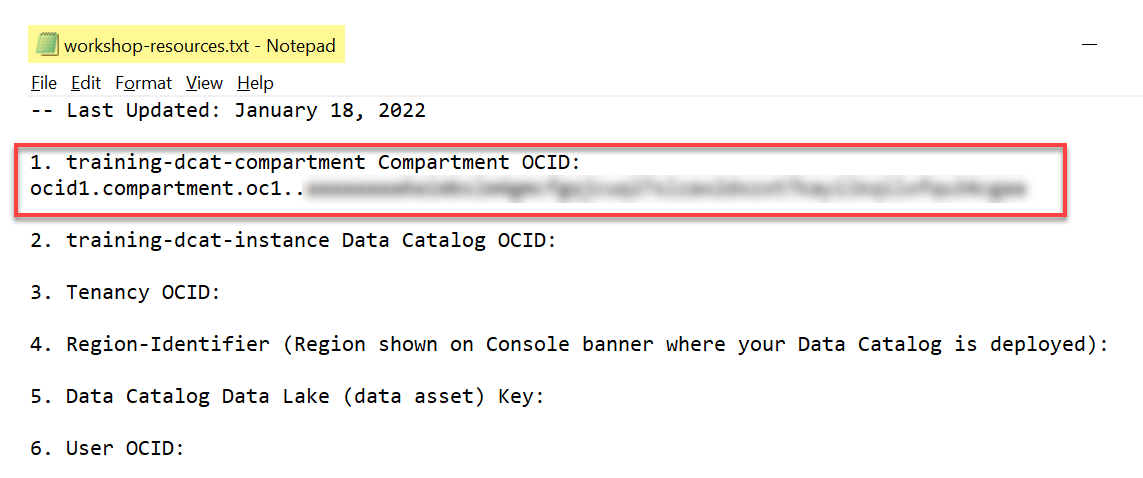 workshop-resources.txt - Notepad
File Edit Format View Help
-- Last Updated: January 18, 2022
1. training-dcat-compartment Compartment OCID:
ocid1.compartment.oc1..
2. training-dcat-instance Data Catalog OCID:
3. Tenancy OCID:
4. Region-Identifier (Region shown on Console banner where your Data Catalog is deployed):
5. Data Catalog Data Lake (data asset) Key:
6. User OCID: